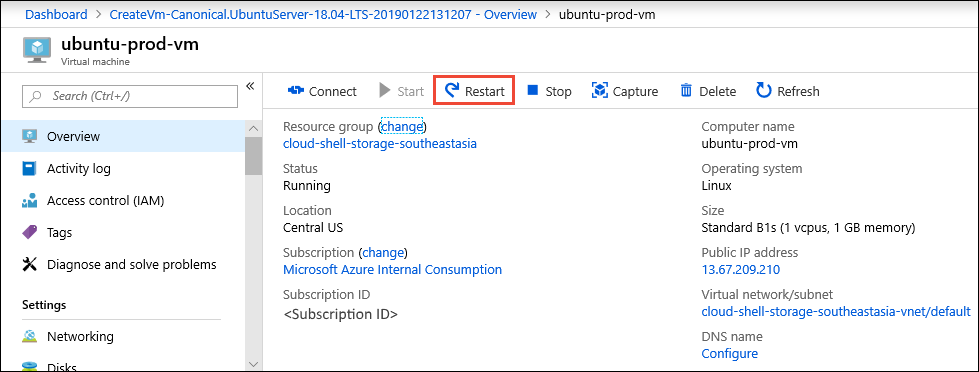 Dashboard > CreateVm-Canonical.UbuntuServer-18.04-LTS-20190122131207 - Overview > ubuntu-prod-vm
ubuntu-prod-vm
Virtual machine
Search (Ctrl+/)
«
Overview
Activity log
Access control (IAM)
Tags
Diagnose and solve problems
Settings
Networking
Disks
Connect
Start
Restart
Stop
Capture
Delete
Refresh
Resource group (change)
cloud-shell-storage-southeastasia
Status
Running
Location
Central US
Subscription (change)
Microsoft Azure Internal Consumption
Subscription ID
<Subscription ID>
Computer name
ubuntu-prod-vm
Operating system
Linux
Size
Standard B1s (1 vcpus, 1 GB memory)
Public IP address
13.67.209.210
Virtual network/subnet
cloud-shell-storage-southeastasia-vnet/default
DNS name
Configure